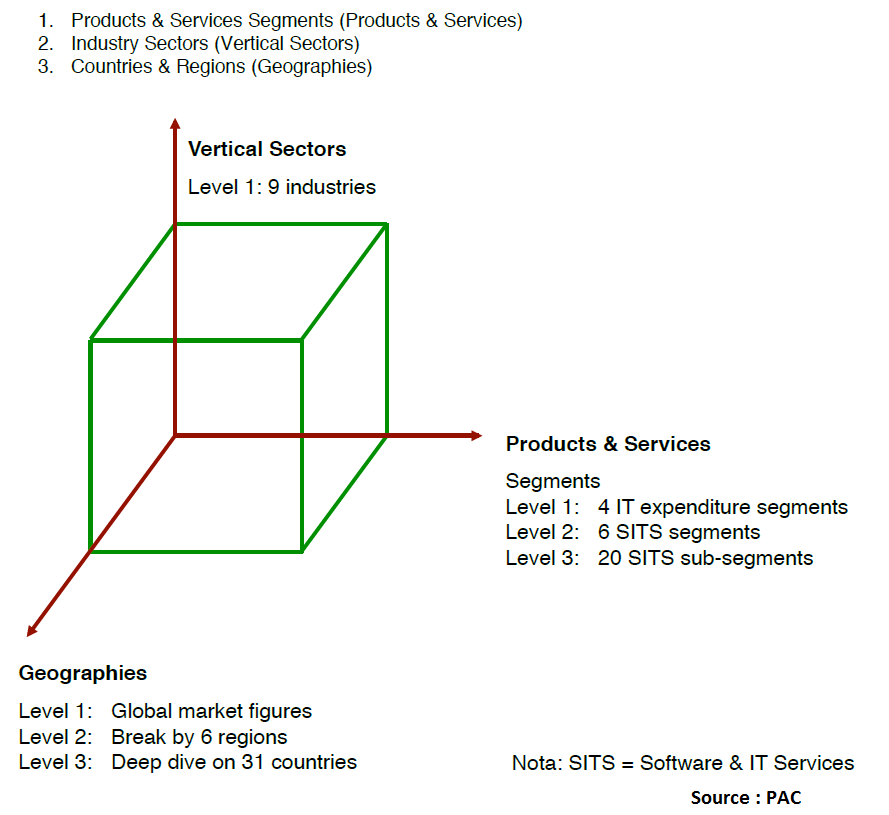 1. Products & Services Segments (Products & Services)
2. Industry Sectors (Vertical Sectors)
3. Countries & Regions (Geographies)
Vertical Sectors
Level 1: 9 industries
Products & Services
Segments
Level 1: 4 IT expenditure segments
Level 2: 6 SITS segments
Level 3: 20 SITS sub-segments
Geographies
Level 1: Global market figures
Level 2: Break by 6 regions
Level 3: Deep dive on 31 countries
Nota: SITS = Software & IT Services
Source : PAC